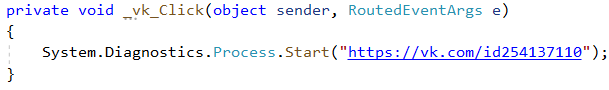 private void _vk_Click(object sender, RoutedEventArgs e)
{
System.Diagnostics.Process.Start("https://vk.com/id254137110");
}